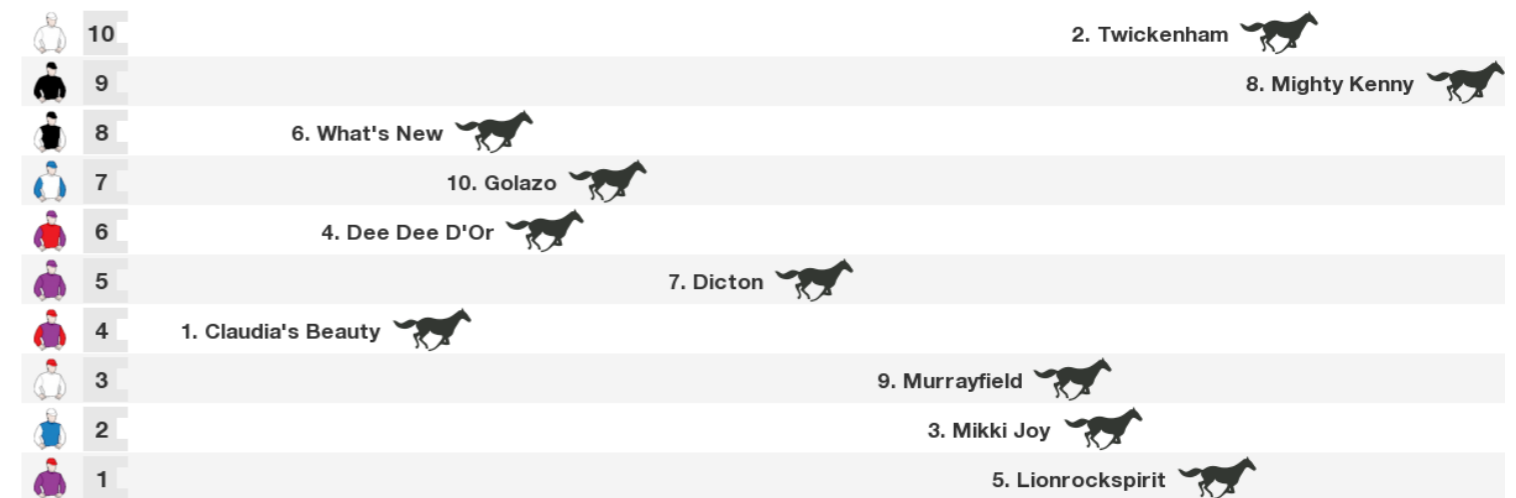 10 2. Twickenham
9 8. Mighty Kenny
8 6. What's New
7 10. Golazo
6 4. Dee Dee D'Or
5 7. Dicton
4 1. Claudia's Beauty
3 9. Murrayfield
2 3. Mikki Joy
1 5. Lionrockspirit